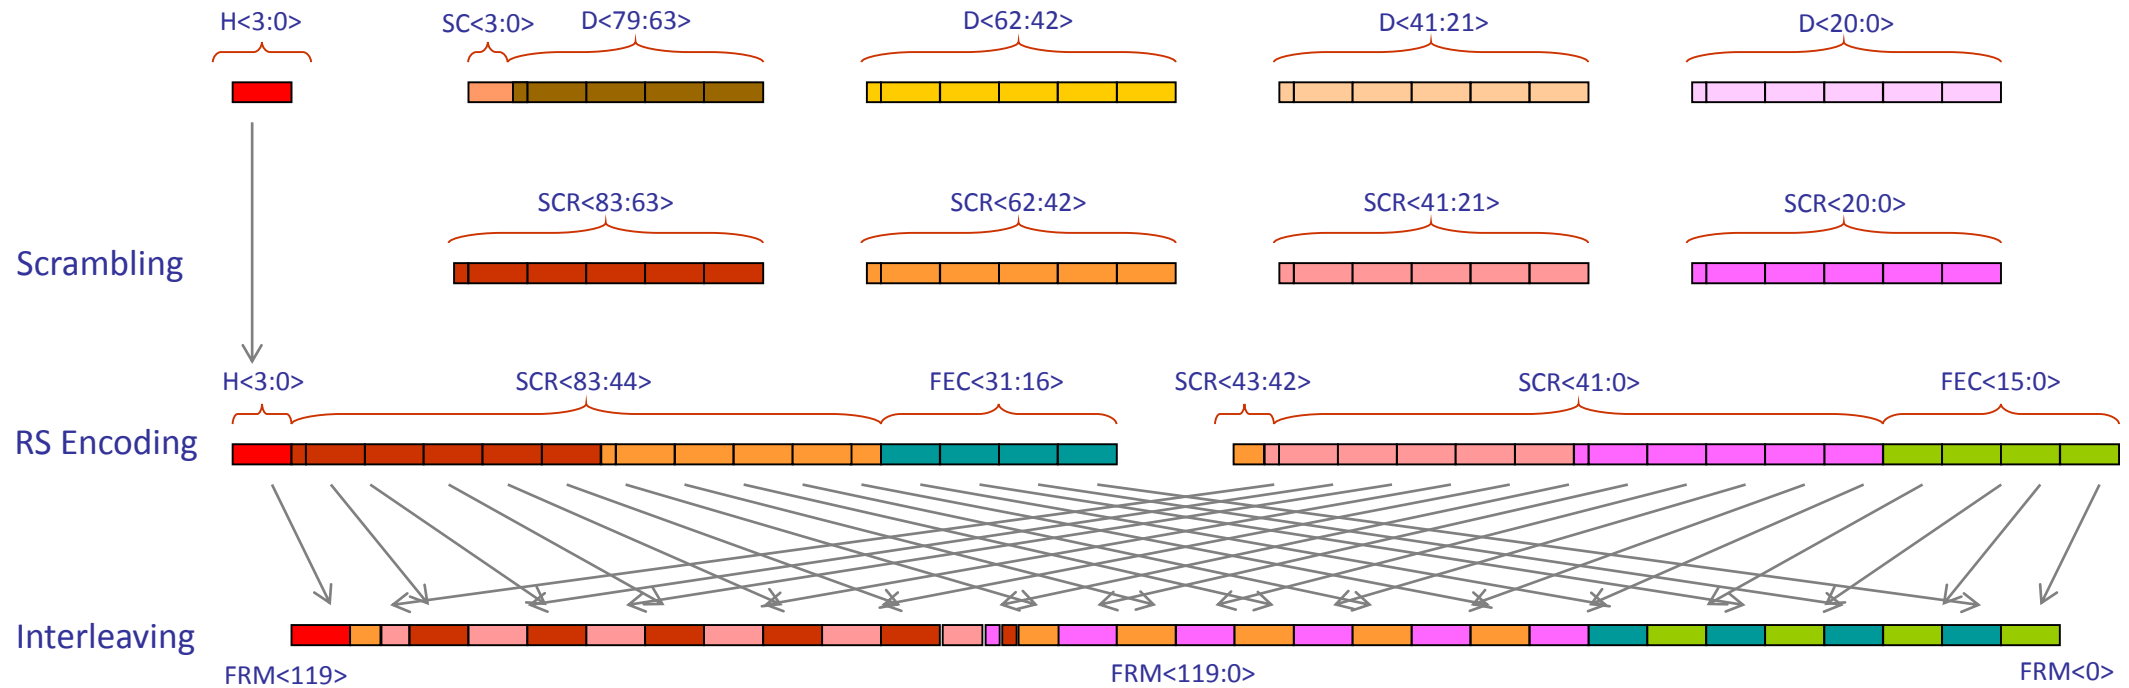 H<3:0> SC<3:0> D<79:63> D<62:42> D<41:21> D<20:0>
SCR<83:63> SCR<62:42> SCR<41:21> SCR<20:0>
Scrambling
H<3:0> SCR<83:44> FEC<31:16> SCR<43:42> SCR<41:0> FEC<15:0>
RS Encoding
Interleaving
FRM<119> FRM<119:0> FRM<0>